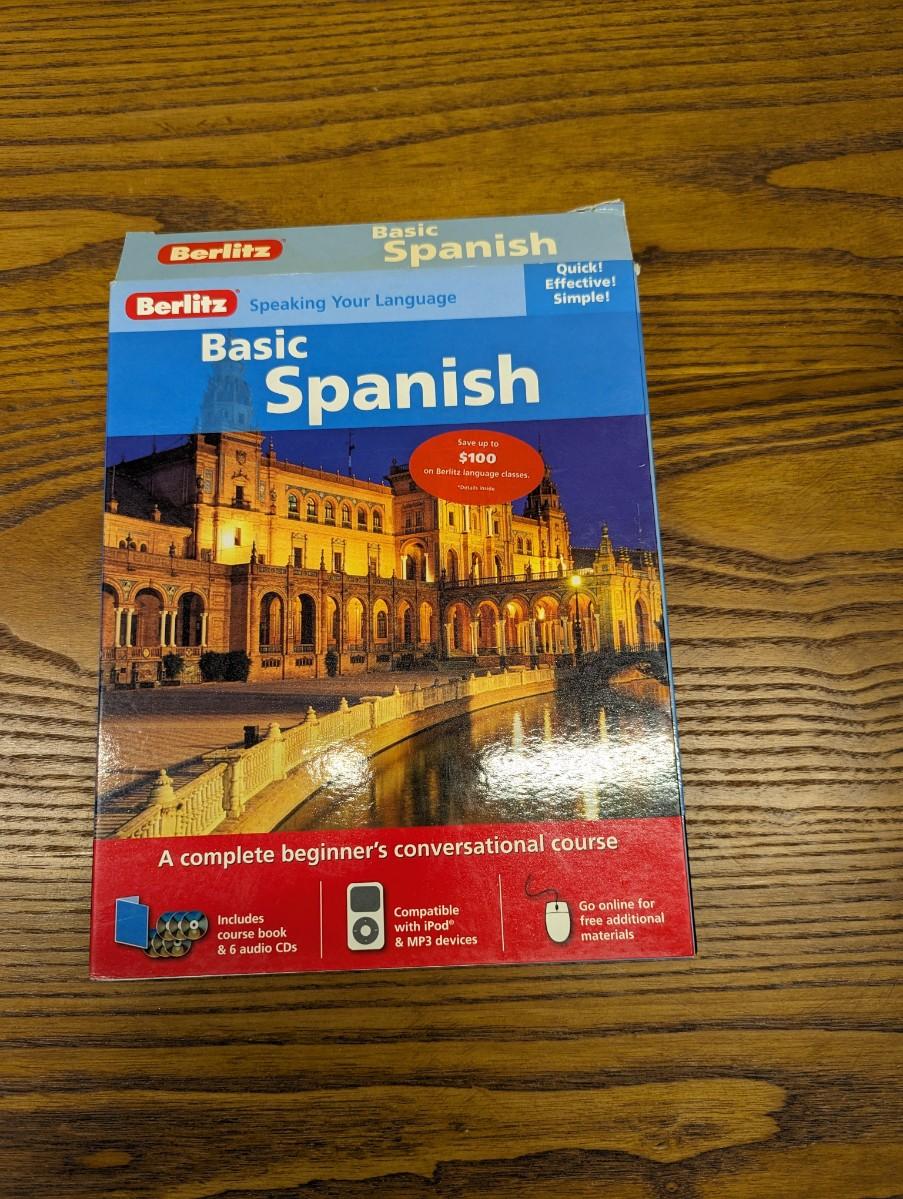 Berlitz®
Basic
Spanish
Berlitz®
Speaking Your Language
Quick!
Effective!
Simple!
Basic
Spanish
Save up to
$100
on Berlitz language classes.
*Details inside
A complete beginner's conversational course
Includes
course book
& 6 audio CDs
Compatible
with iPod®
& MP3 devices
Go online for
free additional
materials